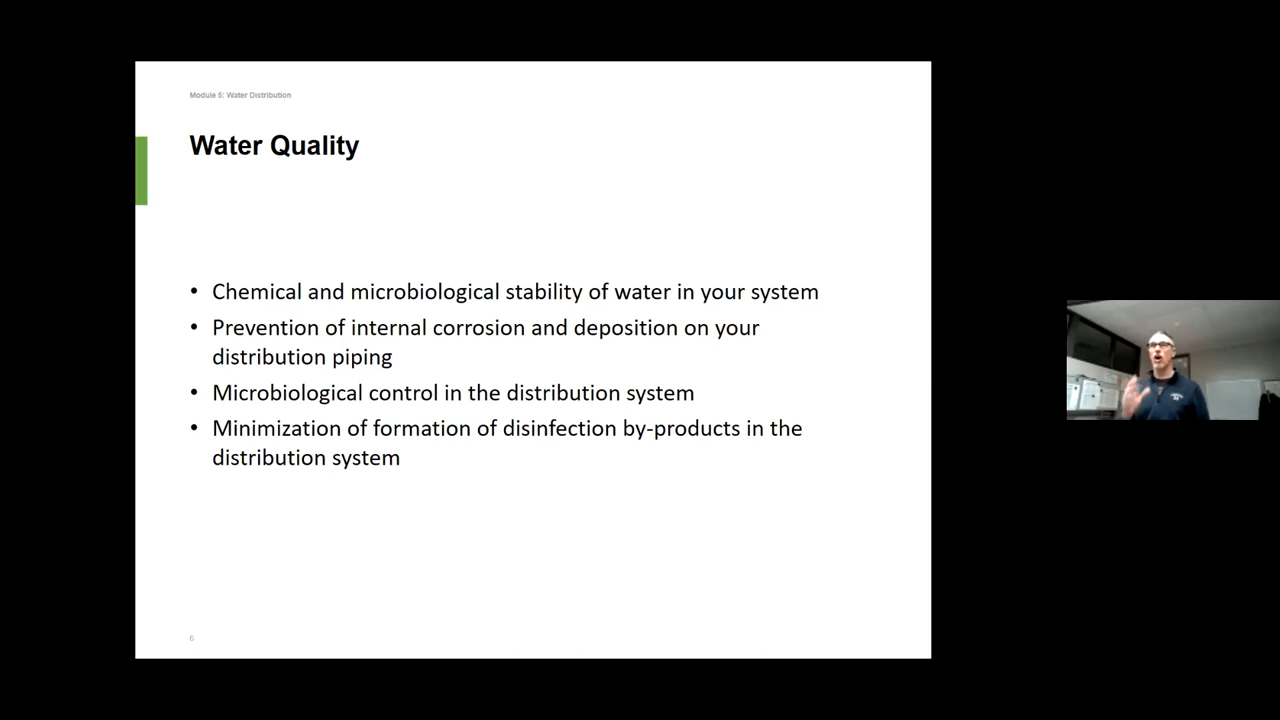 Module 5: Water Distribution
Water Quality
• Chemical and microbiological stability of water in your system
• Prevention of internal corrosion and deposition on your
distribution piping
• Microbiological control in the distribution system
• Minimization of formation of disinfection by-products in the
distribution system
6